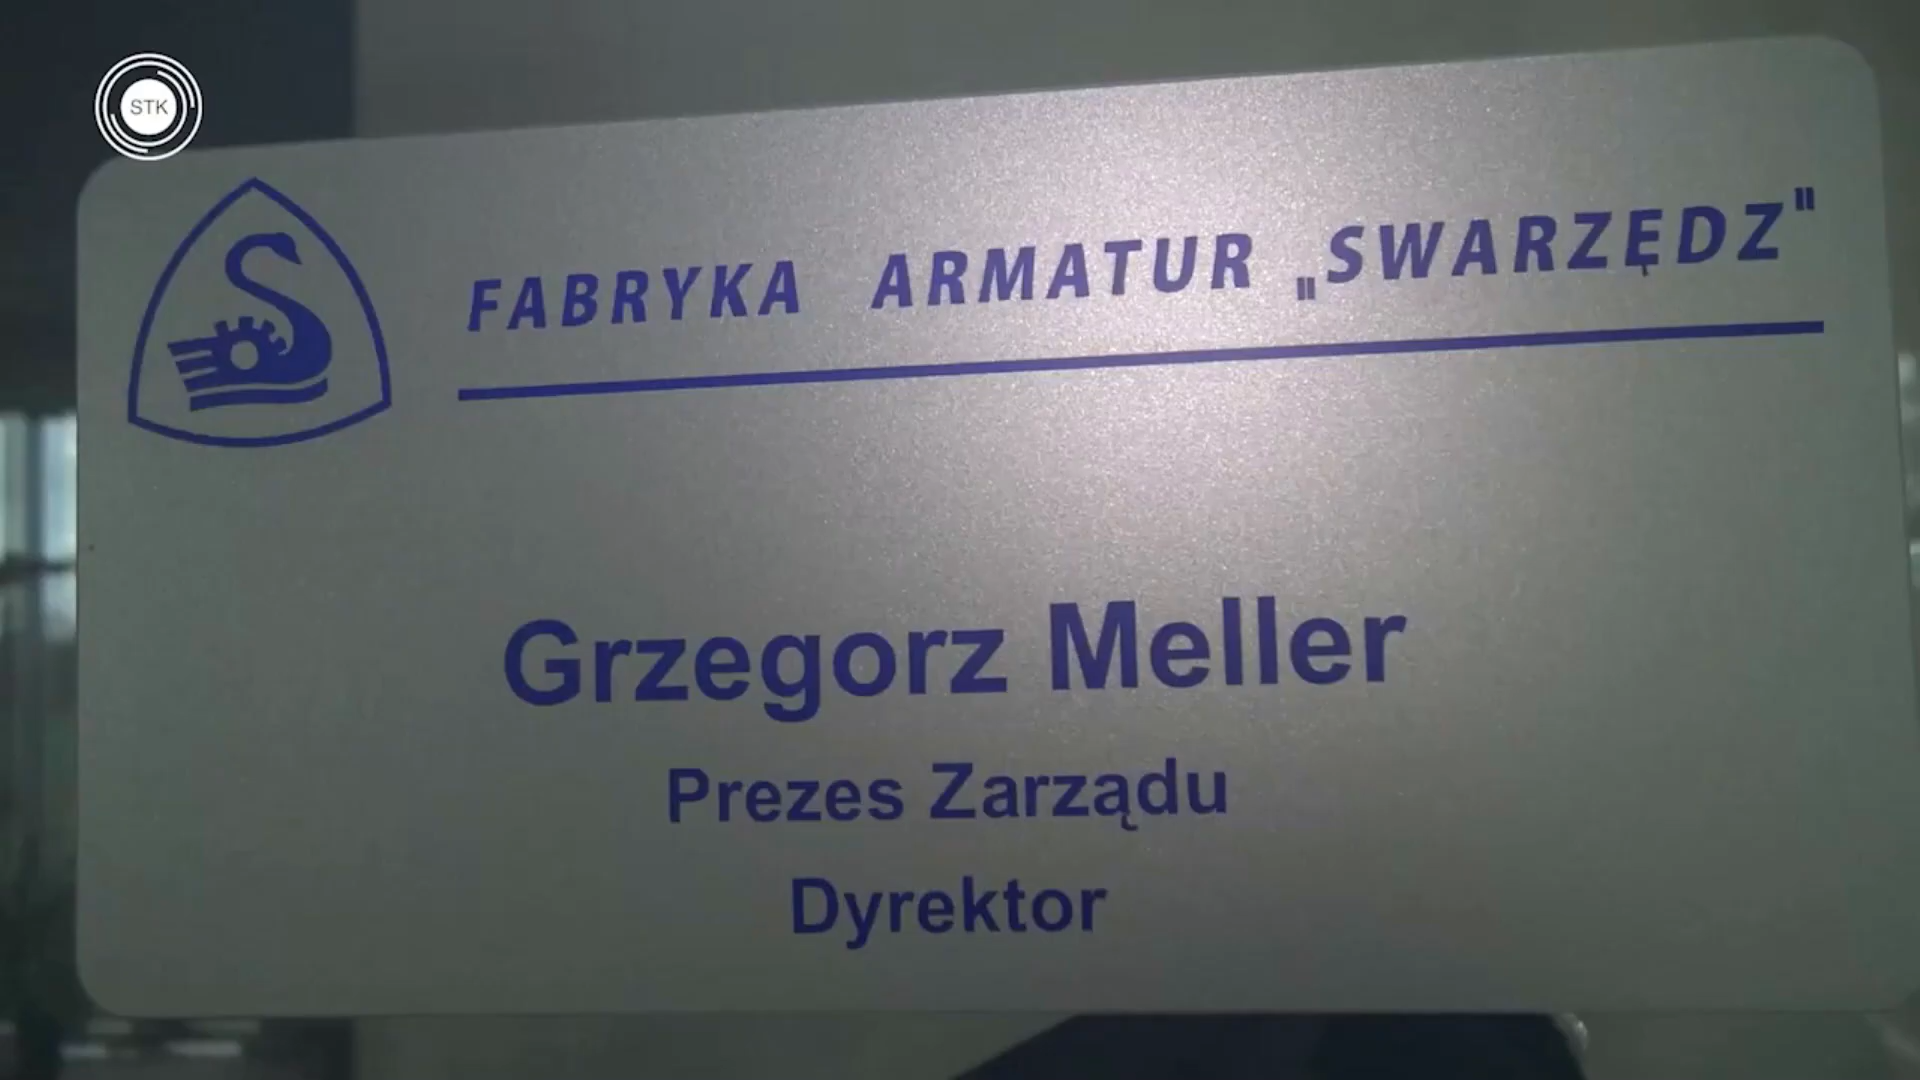 STK
FABRYKA ARMATUR „SWARZĘDZ"
Grzegorz Meller
Prezes Zarządu
Dyrektor